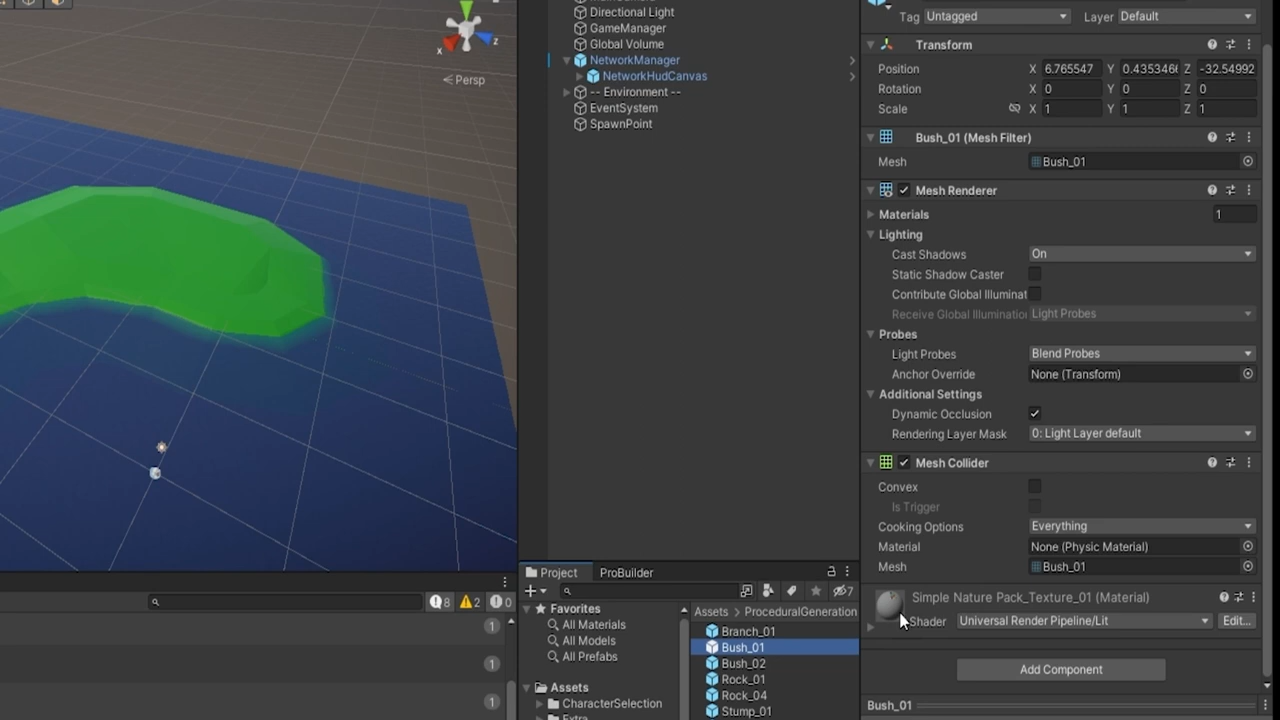 Directional Light
GameManager
Global Volume
NetworkManager
NetworkHudCanvas
-- Environment --
EventSystem
SpawnPoint
x
z
Persp
Tag Untagged Layer Default
Transform
Position X 6.765547 Y 0.435346 Z -32.54992
Rotation X 0 Y 0 Z 0
Scale X 1 Y 1 Z 1
Bush_01 (Mesh Filter)
Mesh Bush_01
Mesh Renderer
Materials 1
Lighting
Cast Shadows On
Static Shadow Caster
Contribute Global Illuminat
Receive Global Illuminatio Light Probes
Probes
Light Probes Blend Probes
Anchor Override None (Transform)
Additional Settings
Dynamic Occlusion
Rendering Layer Mask 0: Light Layer default
Mesh Collider
Convex
Is Trigger
Cooking Options Everything
Material None (Physic Material)
Mesh Bush_01
Simple Nature Pack_Texture_01 (Material)
Shader Universal Render Pipeline/Lit Edit...
Add Component
Bush_01
8 2 0
1
1
1
Project ProBuilder
7
Favorites
All Materials
All Models
All Prefabs
Assets
CharacterSelection
Extra
Assets > ProceduralGeneration
Branch_01
Bush_01
Bush_02
Rock_01
Rock_04
Stump_01